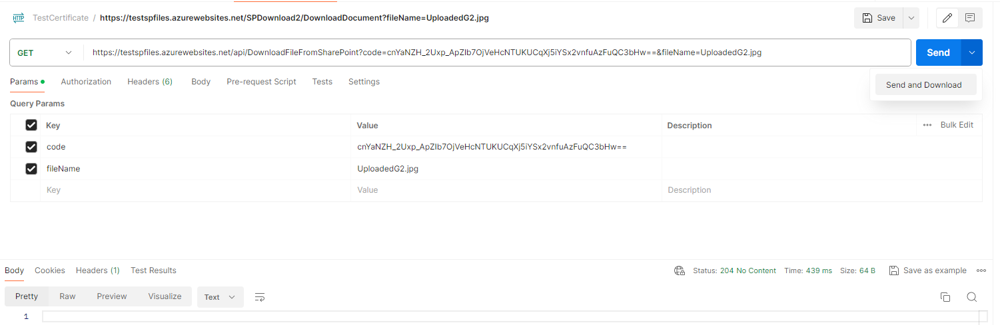 HTTP TestCertificate / https://testspfiles.azurewebsites.net/SPDownload2/DownloadDocument?fileName=UploadedG2.jpg Save
GET https://testspfiles.azurewebsites.net/api/DownloadFileFromSharePoint?code=cnYaNZH_2Uxp_ApZIb7OjVeHcNTUKUCqXj5iYSx2vnfuAzFuQC3bHw==&fileName=UploadedG2.jpg Send
Params Authorization Headers (6) Body Pre-request Script Tests Settings
Send and Download
Query Params
Key Value Description Bulk Edit
code cnYaNZH_2Uxp_ApZIb7OjVeHcNTUKUCqXj5iYSx2vnfuAzFuQC3bHw==
fileName UploadedG2.jpg
Key Value Description
Body Cookies Headers (1) Test Results Status: 204 No Content Time: 439 ms Size: 64 B Save as example
Pretty Raw Preview Visualize Text
1